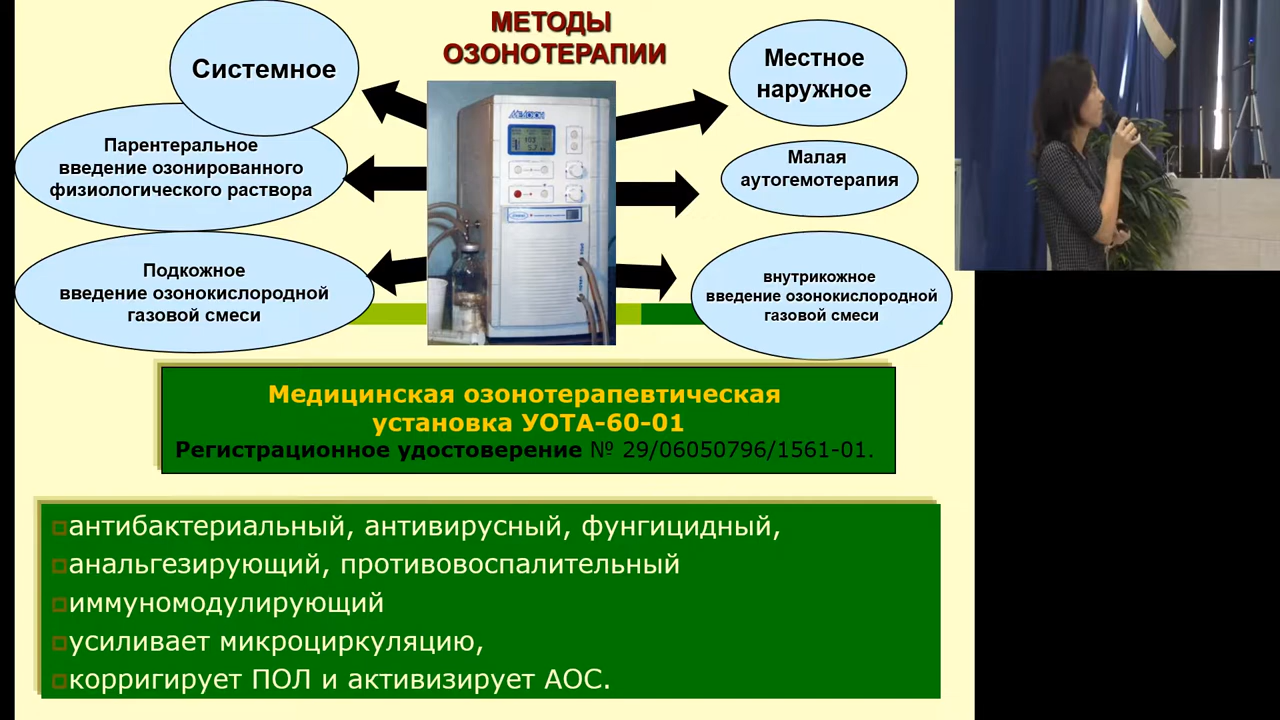 МЕТОДЫ
ОЗОНОТЕРАПИИ
Системное
Парентеральное
введение озонированного
физиологического раствора
Подкожное
введение озонокислородной
газовой смеси
Местное
наружное
Малая
аутогемотерапия
внутрикожное
введение озонокислородной
газовой смеси
Медицинская озонотерапевтическая
установка УОТА-60-01
Регистрационное удостоверение № 29/06050796/1561-01.
антибактериальный, антивирусный, фунгицидный,
анальгезирующий, противовоспалительный
иммуномодулирующий
усиливает микроциркуляцию,
корригирует ПОЛ и активизирует АОС.